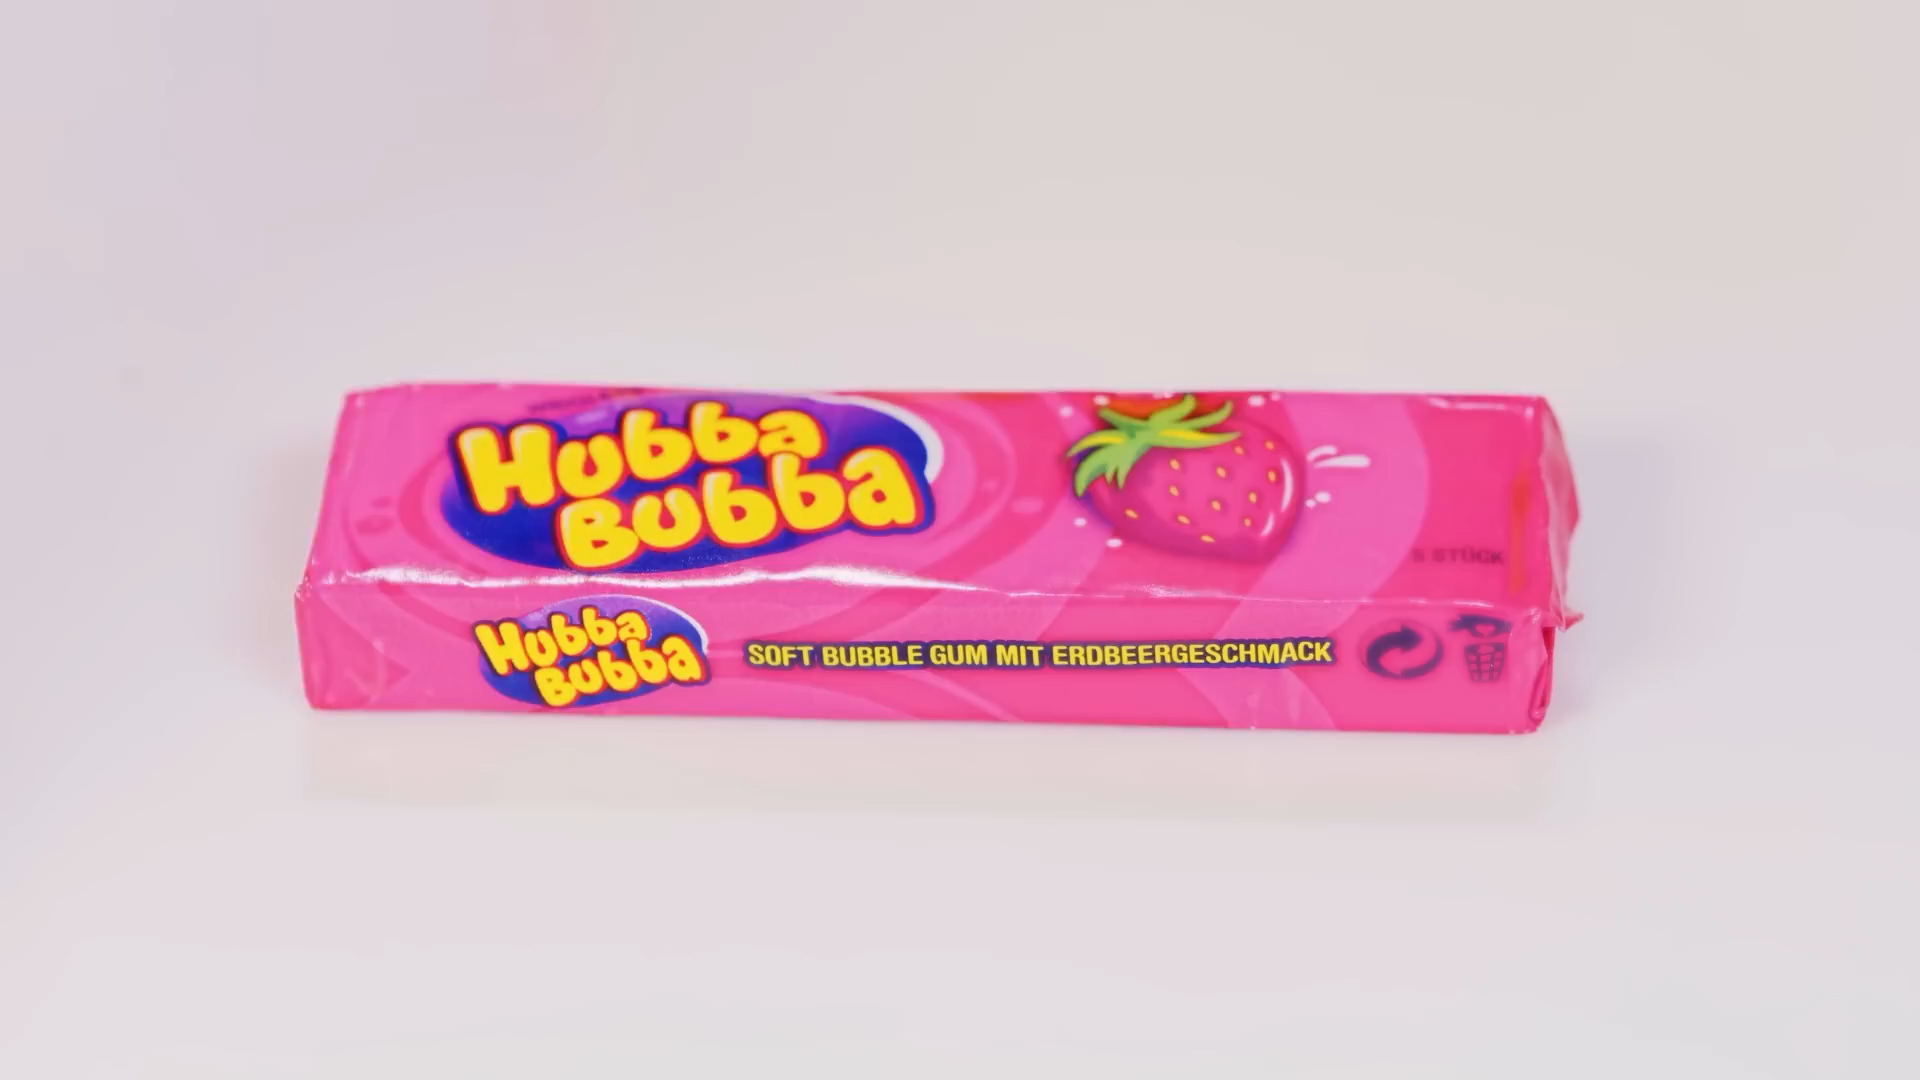 Hubba
Bubba
5 STÜCK
Hubba
Bubba
SOFT BUBBLE GUM MIT ERDBEERGESCHMACK